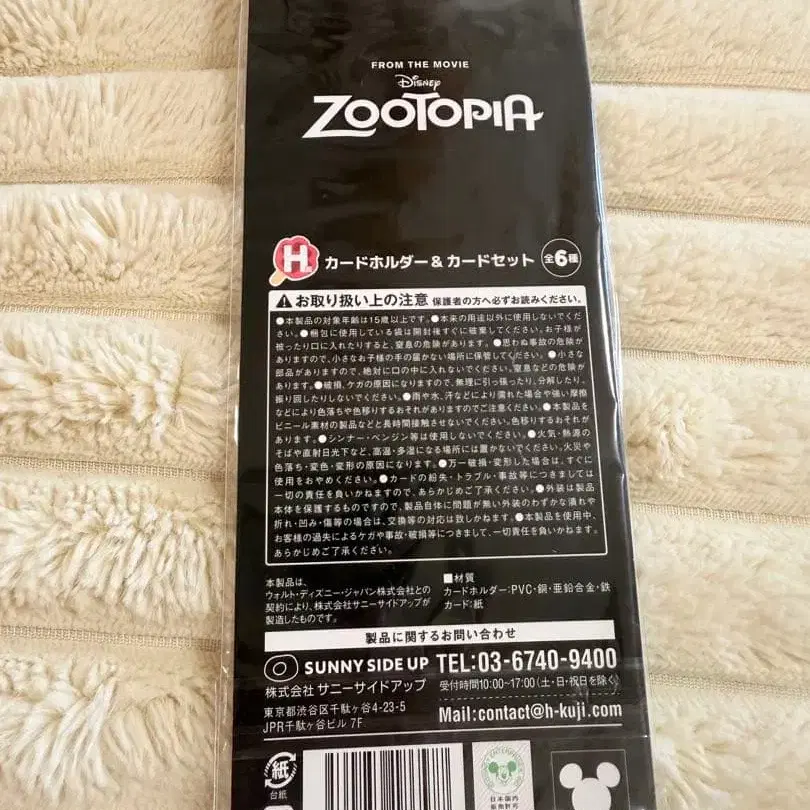 FROM THE MOVIE
Disney
ZOOTOPIA
H カードホルダー&カードセット 全6種
お取り扱い上の注意 保護者の方へ必ずお読みください。
●本製品の対象年齢は15歳以上です。●本来の用途以外に使用しないでくだ
さい。●梱包に使用している袋は開封後すぐに破棄してください。お子様が
被ったり口に入れたりすると、窒息の危険があります。●思わぬ事故の危険が
ありますので、小さなお子様の手の届かない場所に保管してください。●小さな
部品がありますので、絶対に口の中に入れないでください。窒息などの危険が
あります。●破損、ケガの原因になりますので、無理に引っ張ったり、分解したり、
振り回したりしないでください。●雨や水、汗などにより濡れた場合や強い摩擦
などにより色落ちや色移りするおそれがありますのでご注意ください。●本製品を
ビニール素材の製品などと長時間接触させないでください。色移りするおそれが
あります。●シンナー・ベンジン等は使用しないでください。●火気・熱源の
そばや直射日光下など、高温・多湿になる場所には置かないでください。火災や
色落ち・変色・変形の原因になります。●万一破損・変形した場合は、すぐに
使用をおやめください。●カードの紛失・トラブル・事故等につきましては
一切の責任を負いかねますので、あらかじめご了承ください。●外装は製品
本体を保護するものですので、製品自体に問題が無い外装のわずかな潰れや
折れ・凹み・傷等の場合は、交換等の対応は致しかねます。●本製品を使用中、
お客様の過失によるケガや事故・破損等につきまして、一切責任を負いかねます。
あらかじめご了承ください。
本製品は、
ウォルト・ディズニー・ジャパン株式会社との
契約により、株式会社サニーサイドアップが
製造したものです。
■材質
カードホルダー:PVC・銅・亜鉛合金・鉄
カード:紙
製品に関するお問い合わせ
SUNNY SIDE UP TEL:03-6740-9400
株式会社 サニーサイドアップ 受付時間10:00~17:00(土・日・祝日を除く)
東京都渋谷区千駄ヶ谷4-23-5
JPR千駄ヶ谷ビル 7F
Mail:contact@h-kuji.com
紙
台紙
日本国内
販売許可